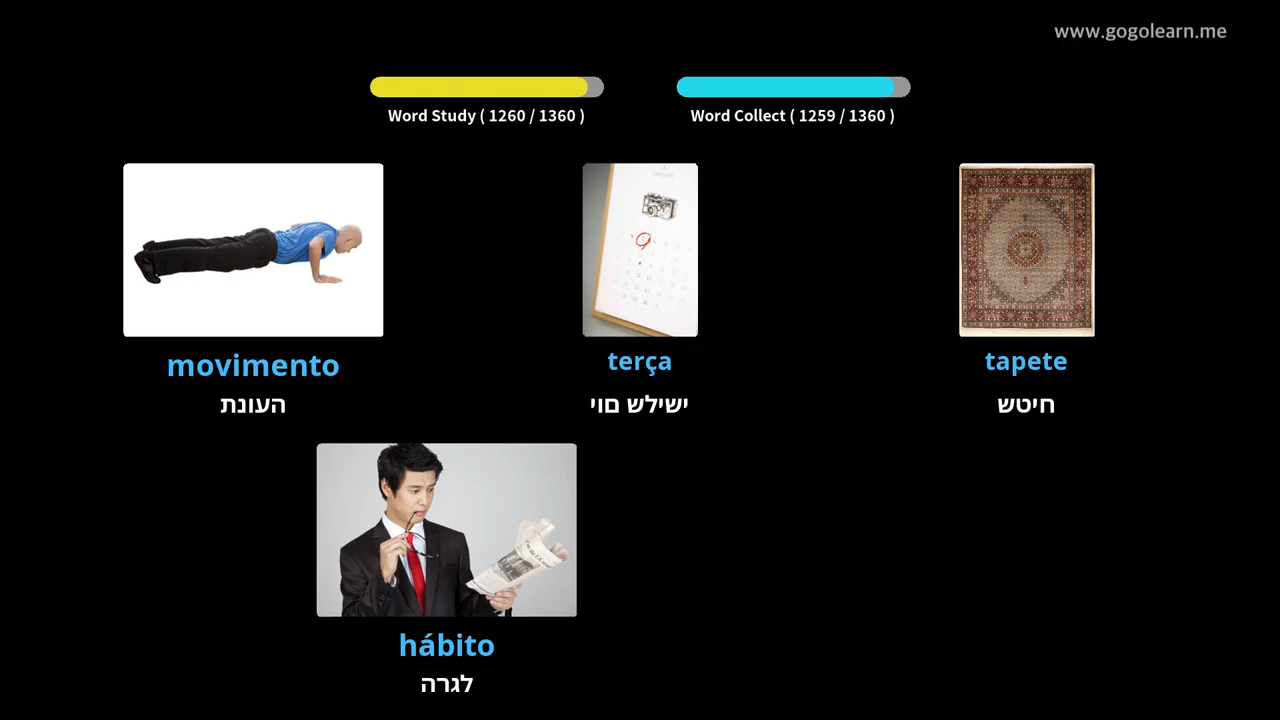 www.gogolearn.me
Word Study ( 1260 / 1360 )
Word Collect ( 1259 / 1360 )
movimento
העונת
terça
ישילש םוי
tapete
חיטש
hábito
לגרה